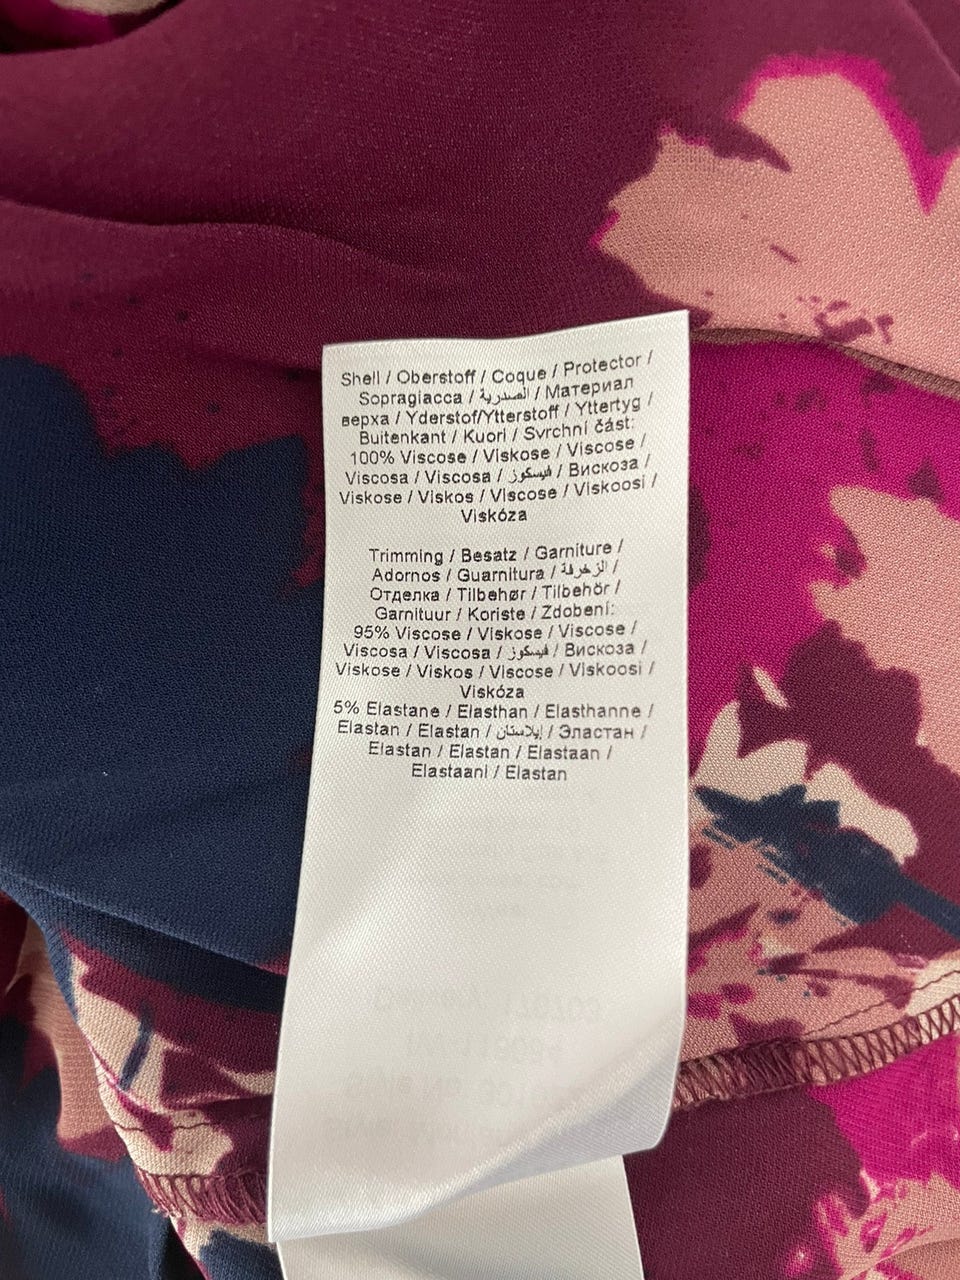 Shell / Oberstoff / Coque / Protector /
Sopragiacca / الصدرية / Материал
верха / Yderstof/Ytterstoff / Yttertyg /
Buitenkant / Kuori / Svrchní část:
100% Viscose / Viskose / Viscose /
Viscosa / Viscosa / فيسكوز / Вискоза /
Viskose / Viskos / Viscose / Viskoosi /
Viskóza
Trimming / Besatz / Garniture /
Adornos / Guarnitura / الزخرفة /
Отделка / Tilbehør / Tilbehör /
Garnituur / Koriste / Zdobení:
95% Viscose / Viskose / Viscose /
Viscosa / Viscosa / فيسكوز / Вискоза /
Viskose / Viskos / Viscose / Viskoosi /
Viskóza
5% Elastane / Elasthan / Elasthanne /
Elastan / Elastan / إيلاستان / Эластан /
Elastan / Elastan / Elastaan /
Elastaani / Elastan